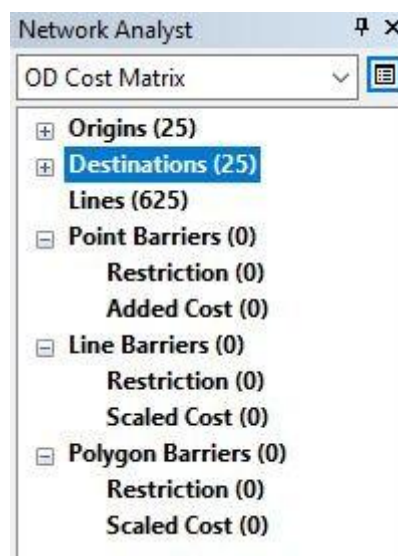 Network Analyst
OD Cost Matrix
Origins (25)
Destinations (25)
Lines (625)
Point Barriers (0)
Restriction (0)
Added Cost (0)
Line Barriers (0)
Restriction (0)
Scaled Cost (0)
Polygon Barriers (0)
Restriction (0)
Scaled Cost (0)